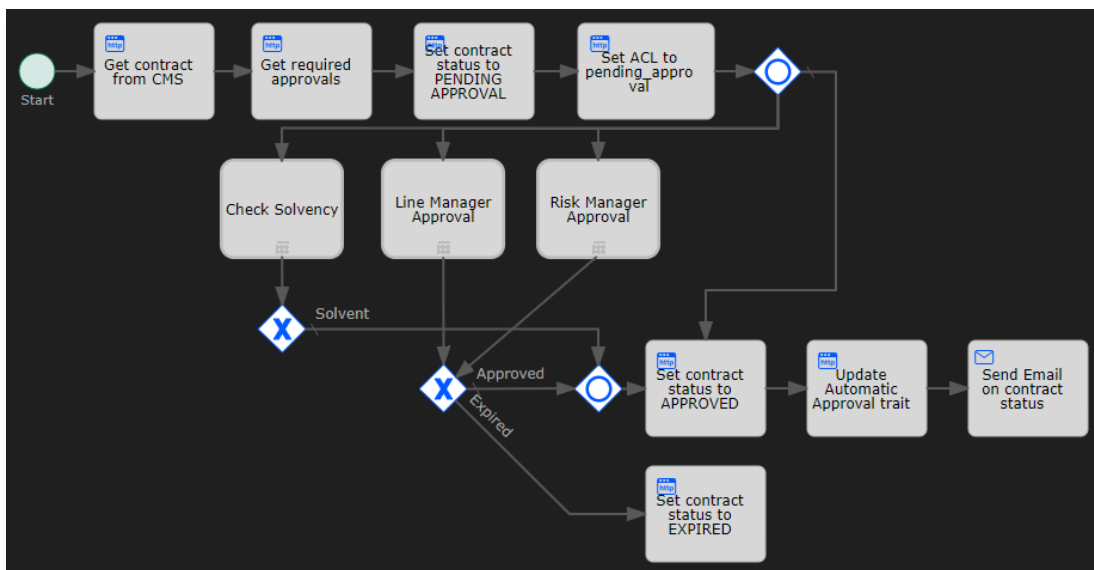 http
Get contract
from CMS
http
Get required
approvals
http
Set contract
status to
PENDING
APPROVAL
http
Set ACL to
pending_appro
val
Start
Check Solvency
Line Manager
Approval
Risk Manager
Approval
X
Solvent
X
Approved
Expired
http
Set contract
status to
APPROVED
http
Update
Automatic
Approval trait
Send Email
on contract
status
http
Set contract
status to
EXPIRED